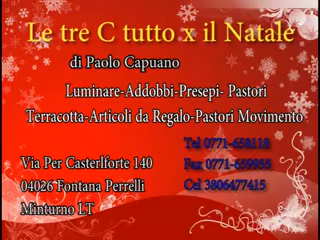 Le tre C tutto x il Natale
di Paolo Capuano
Luminare-Addobbi-Presepi- Pastori
Terracotta-Articoli da Regalo-Pastori Movimento
Tel 0771-658118
Via Per Casterlforte 140
Fax 0771-659955
04026 Fontana Perrelli
Cel 3806477415
Minturno LT